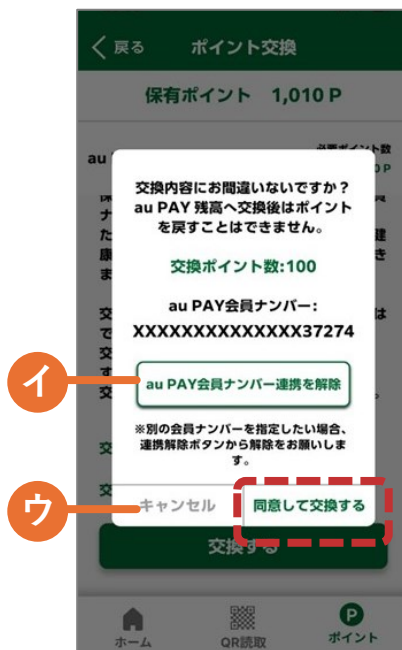 戻る
ポイント交換
保有ポイント 1,010 P
au
交換内容にお間違いないですか?
au PAY 残高へ交換後はポイント
を戻すことはできません。
交換ポイント数:100
au PAY会員ナンバー:
XXXXXXXXXXXXXX37274
イ
au PAY会員ナンバー連携を解除
※別の会員ナンバーを指定したい場合、
連携解除ボタンから解除をお願いしま
す。
ウ
キャンセル
同意して交換する
交換する
ホーム
QR読取
P
ポイント